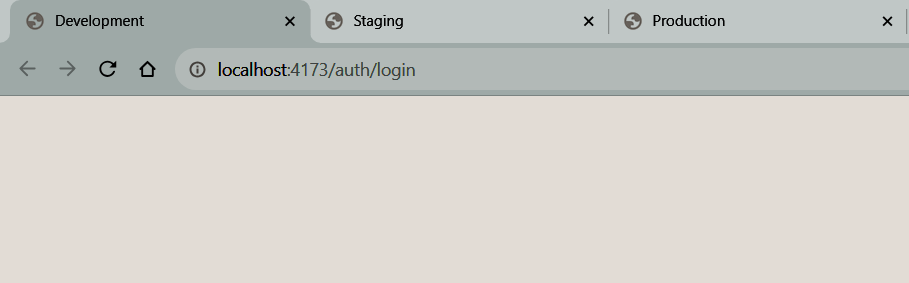 Development Staging Production
localhost:4173/auth/login